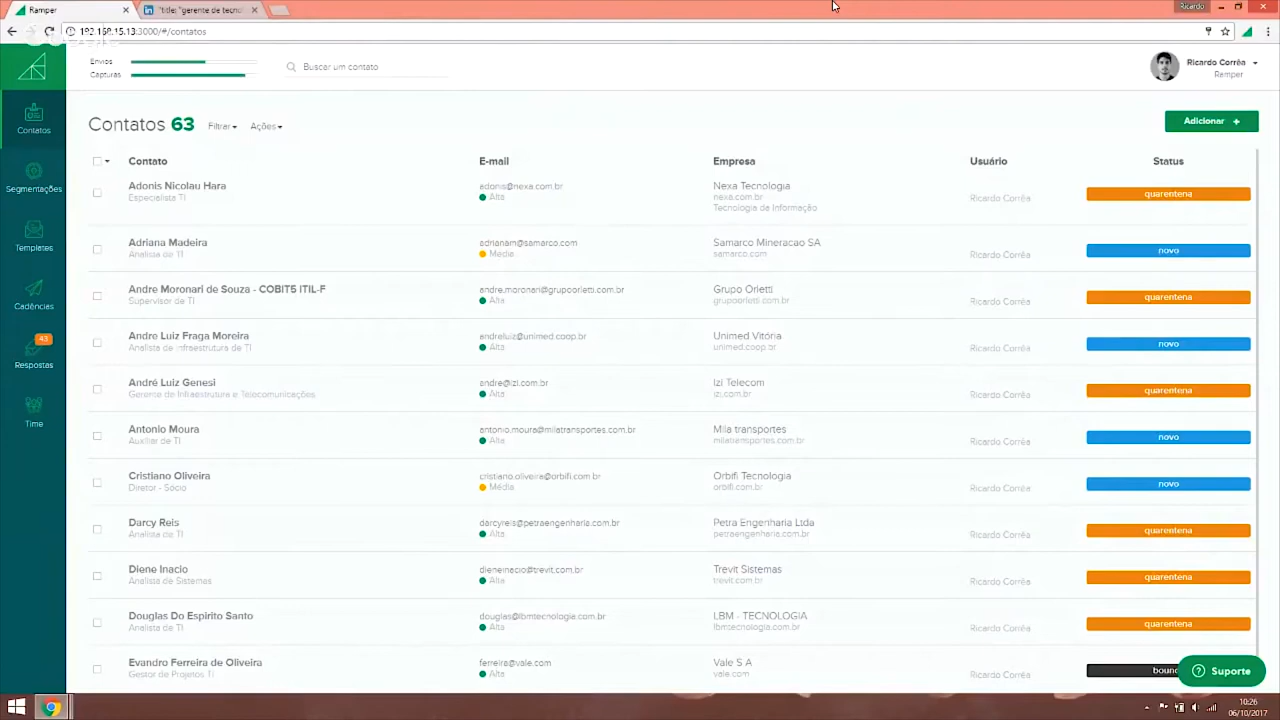 Ramper
"title: "gerente de tecnol
Ricardo
192.168.15.13:3000/#/contatos
Envios
Capturas
Buscar um contato
Ricardo Corrêa
Ramper
Contatos
Segmentações
Templates
Cadências
43
Respostas
Time
Contatos 63 Filtrar Ações
Adicionar +
Contato E-mail Empresa Usuário Status
Adonis Nicolau Hara adonis@nexa.com.br Nexa Tecnologia quarentena
Especialista TI Alta nexa.com.br Ricardo Corrêa
Tecnologia da Informação
Adriana Madeira adrianam@samarco.com Samarco Mineracao SA novo
Analista de TI Média samarco.com Ricardo Corrêa
Andre Moronari de Souza - COBIT5 ITIL-F andre.moronari@grupoorletti.com.br Grupo Orletti quarentena
Supervisor de TI Alta grupoorletti.com.br Ricardo Corrêa
Andre Luiz Fraga Moreira andreluiz@unimed.coop.br Unimed Vitória novo
Analista de Infraestrutura de TI Alta unimed.coop.br Ricardo Corrêa
André Luiz Genesi andre@izi.com.br Izi Telecom quarentena
Gerente de Infraestrutura e Telecomunicações Alta izi.com.br Ricardo Corrêa
Antonio Moura antonio.moura@milatransportes.com.br Mila transportes novo
Auxiliar de TI Alta milatransportes.com.br Ricardo Corrêa
Cristiano Oliveira cristiano.oliveira@orbifi.com.br Orbifi Tecnologia novo
Diretor - Sócio Média orbifi.com.br Ricardo Corrêa
Darcy Reis darcyreis@petraengenharia.com.br Petra Engenharia Ltda quarentena
Analista de TI Alta petraengenharia.com.br Ricardo Corrêa
Diene Inacio dieneinacio@trevit.com.br Trevit Sistemas quarentena
Analista de Sistemas Alta trevit.com.br Ricardo Corrêa
Douglas Do Espirito Santo douglas@lbmtecnologia.com.br LBM - TECNOLOGIA quarentena
Analista de TI Alta lbmtecnologia.com.br Ricardo Corrêa
Evandro Ferreira de Oliveira ferreira@vale.com Vale S A bounc
Gestor de Projetos TI Alta vale.com Ricardo Corrêa
Suporte
10:26
06/10/2017